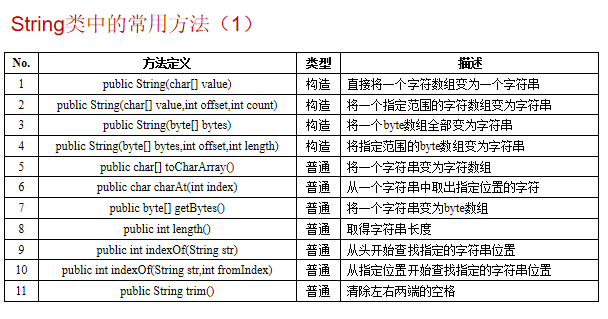 String类中的常用方法（1）
No. 方法定义 类型 描述
1 public String(char[] value) 构造 直接将一个字符数组变为一个字符串
2 public String(char[] value,int offset,int count) 构造 将一个指定范围的字符数组变为字符串
3 public String(byte[] bytes) 构造 将一个byte数组全部变为字符串
4 public String(byte[] bytes,int offset,int length) 构造 将指定范围的byte数组变为字符串
5 public char[] toCharArray() 普通 将一个字符串变为字符数组
6 public char charAt(int index) 普通 从一个字符串中取出指定位置的字符
7 public byte[] getBytes() 普通 将一个字符串变为byte数组
8 public int length() 普通 取得字符串长度
9 public int indexOf(String str) 普通 从头开始查找指定的字符串位置
10 public int indexOf(String str,int fromIndex) 普通 从指定位置开始查找指定的字符串位置
11 public String trim() 普通 清除左右两端的空格